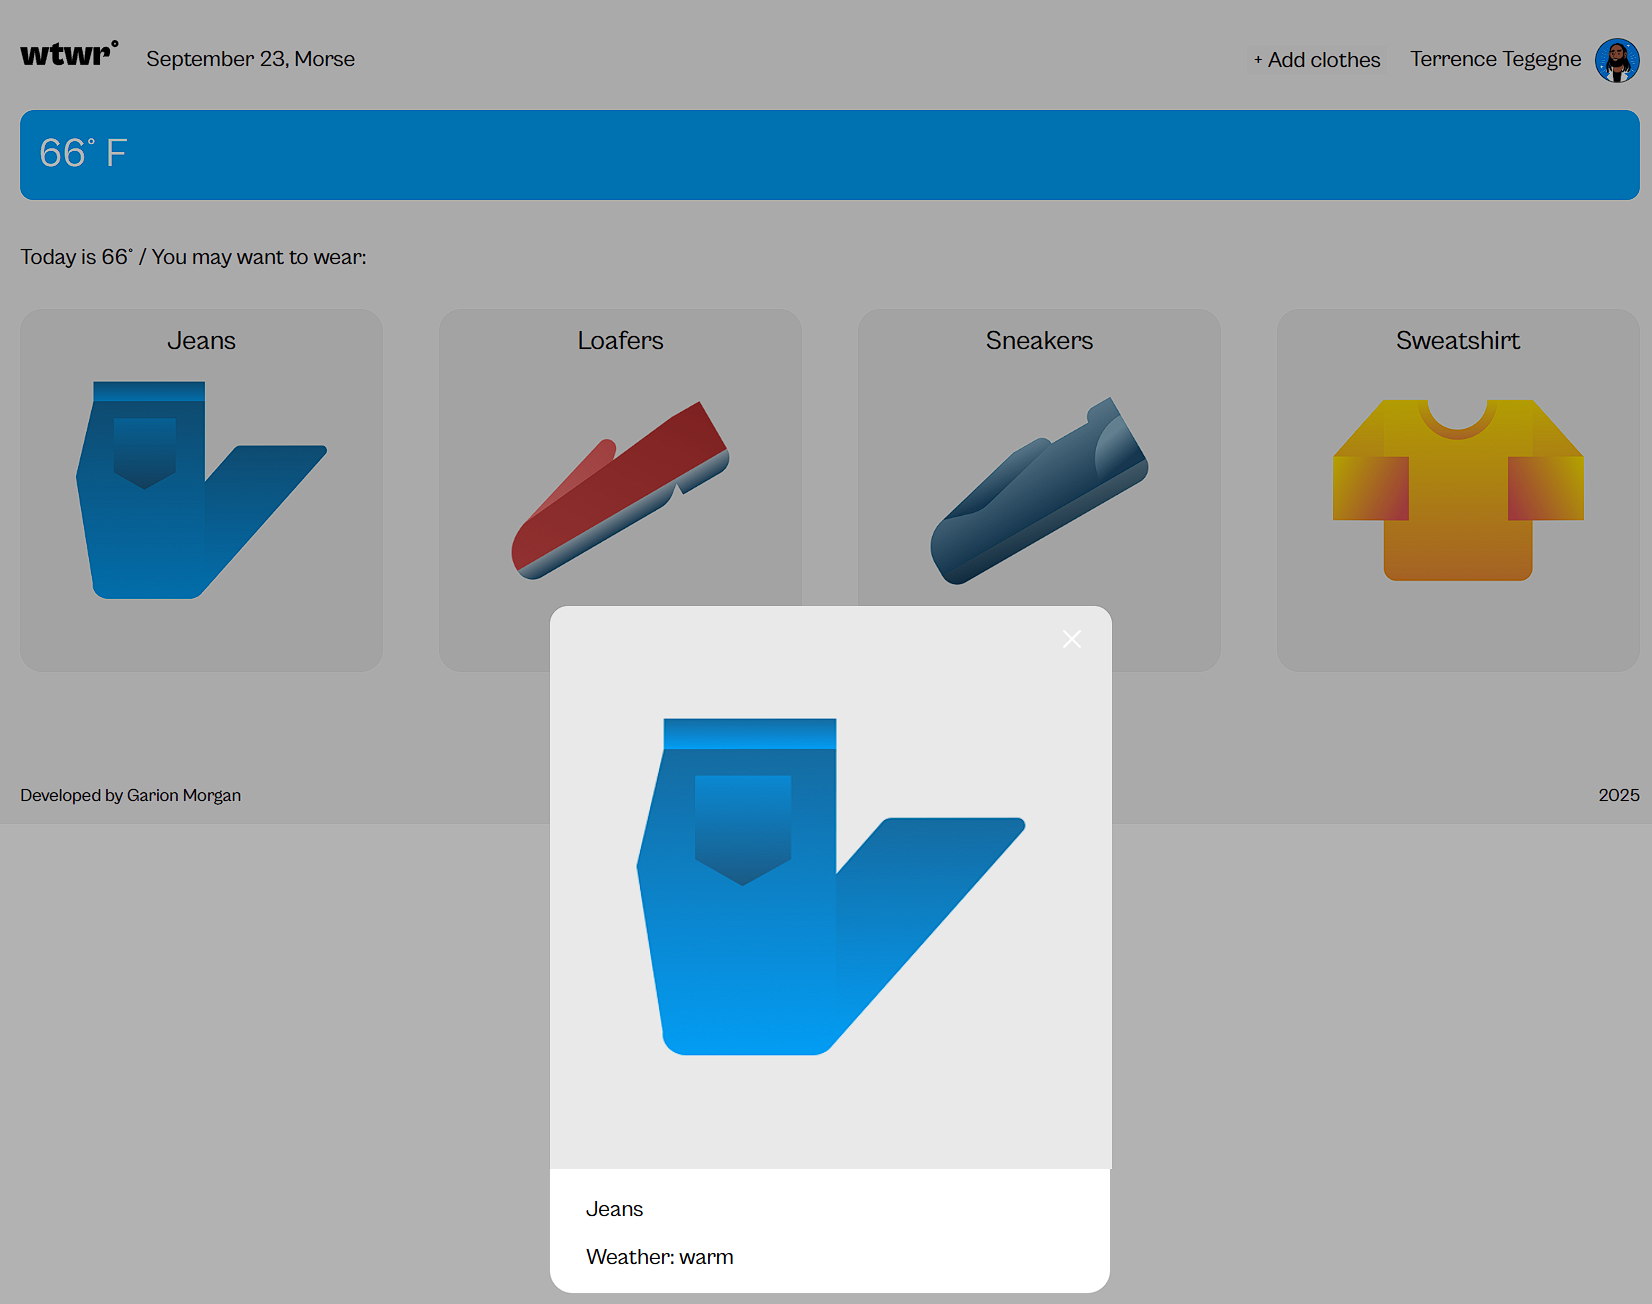 wtwr°
September 23, Morse
+ Add clothes
Terrence Tegegne
66° F
Today is 66° / You may want to wear:
Jeans
Loafers
Sneakers
Sweatshirt
Developed by Garion Morgan
2025
Jeans
Weather: warm